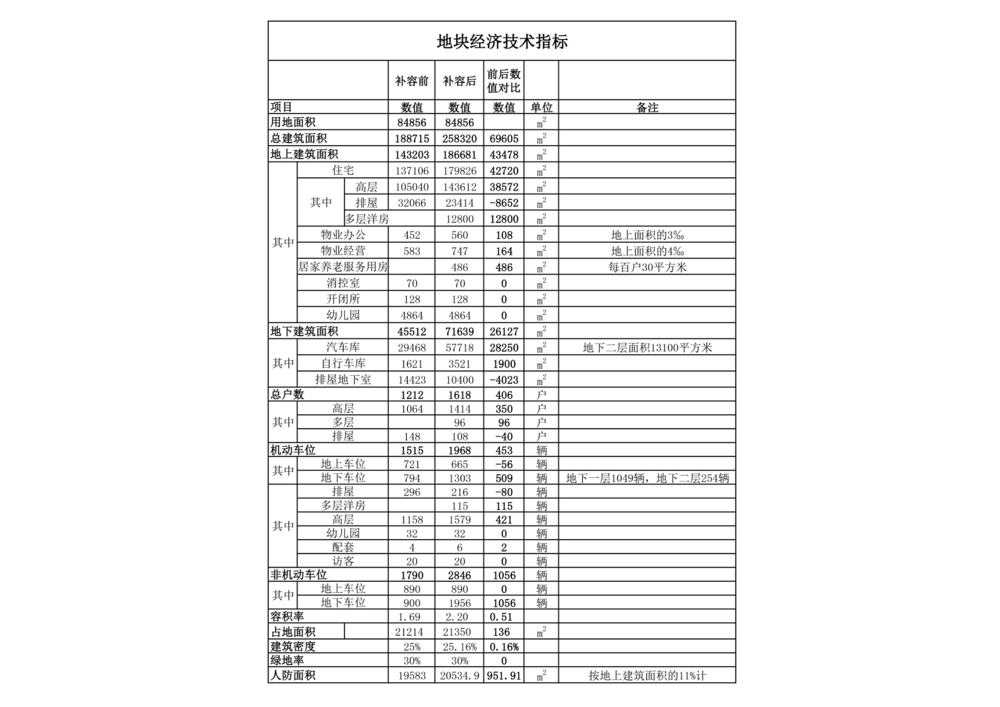 地块经济技术指标
补容前 补容后 前后数值对比
项目 数值 数值 数值 单位 备注
用地面积 84856 84856 m²
总建筑面积 188715 258320 69605 m²
地上建筑面积 143203 186681 43478 m²
其中 住宅 137106 179826 42720 m²
其中 高层 105040 143612 38572 m²
排屋 32066 23414 -8652 m²
多层洋房 12800 12800 m²
物业办公 452 560 108 m² 地上面积的3‰
物业经营 583 747 164 m² 地上面积的4‰
居家养老服务用房 486 486 m² 每百户30平方米
消控室 70 70 0 m²
开闭所 128 128 0 m²
幼儿园 4864 4864 0 m²
地下建筑面积 45512 71639 26127 m²
其中 汽车库 29468 57718 28250 m² 地下二层面积13100平方米
自行车库 1621 3521 1900 m²
排屋地下室 14423 10400 -4023 m²
总户数 1212 1618 406 户
其中 高层 1064 1414 350 户
多层 96 96 户
排屋 148 108 -40 户
机动车位 1515 1968 453 辆
其中 地上车位 721 665 -56 辆
地下车位 794 1303 509 辆 地下一层1049辆，地下二层254辆
其中 排屋 296 216 -80 辆
多层洋房 115 115 辆
高层 1158 1579 421 辆
幼儿园 32 32 0 辆
配套 4 6 2 辆
访客 20 20 0 辆
非机动车位 1790 2846 1056 辆
其中 地上车位 890 890 0 辆
地下车位 900 1956 1056 辆
容积率 1.69 2.20 0.51
占地面积 21214 21350 136 m²
建筑密度 25% 25.16% 0.16%
绿地率 30% 30% 0
人防面积 19583 20534.9 951.91 m² 按地上建筑面积的11%计